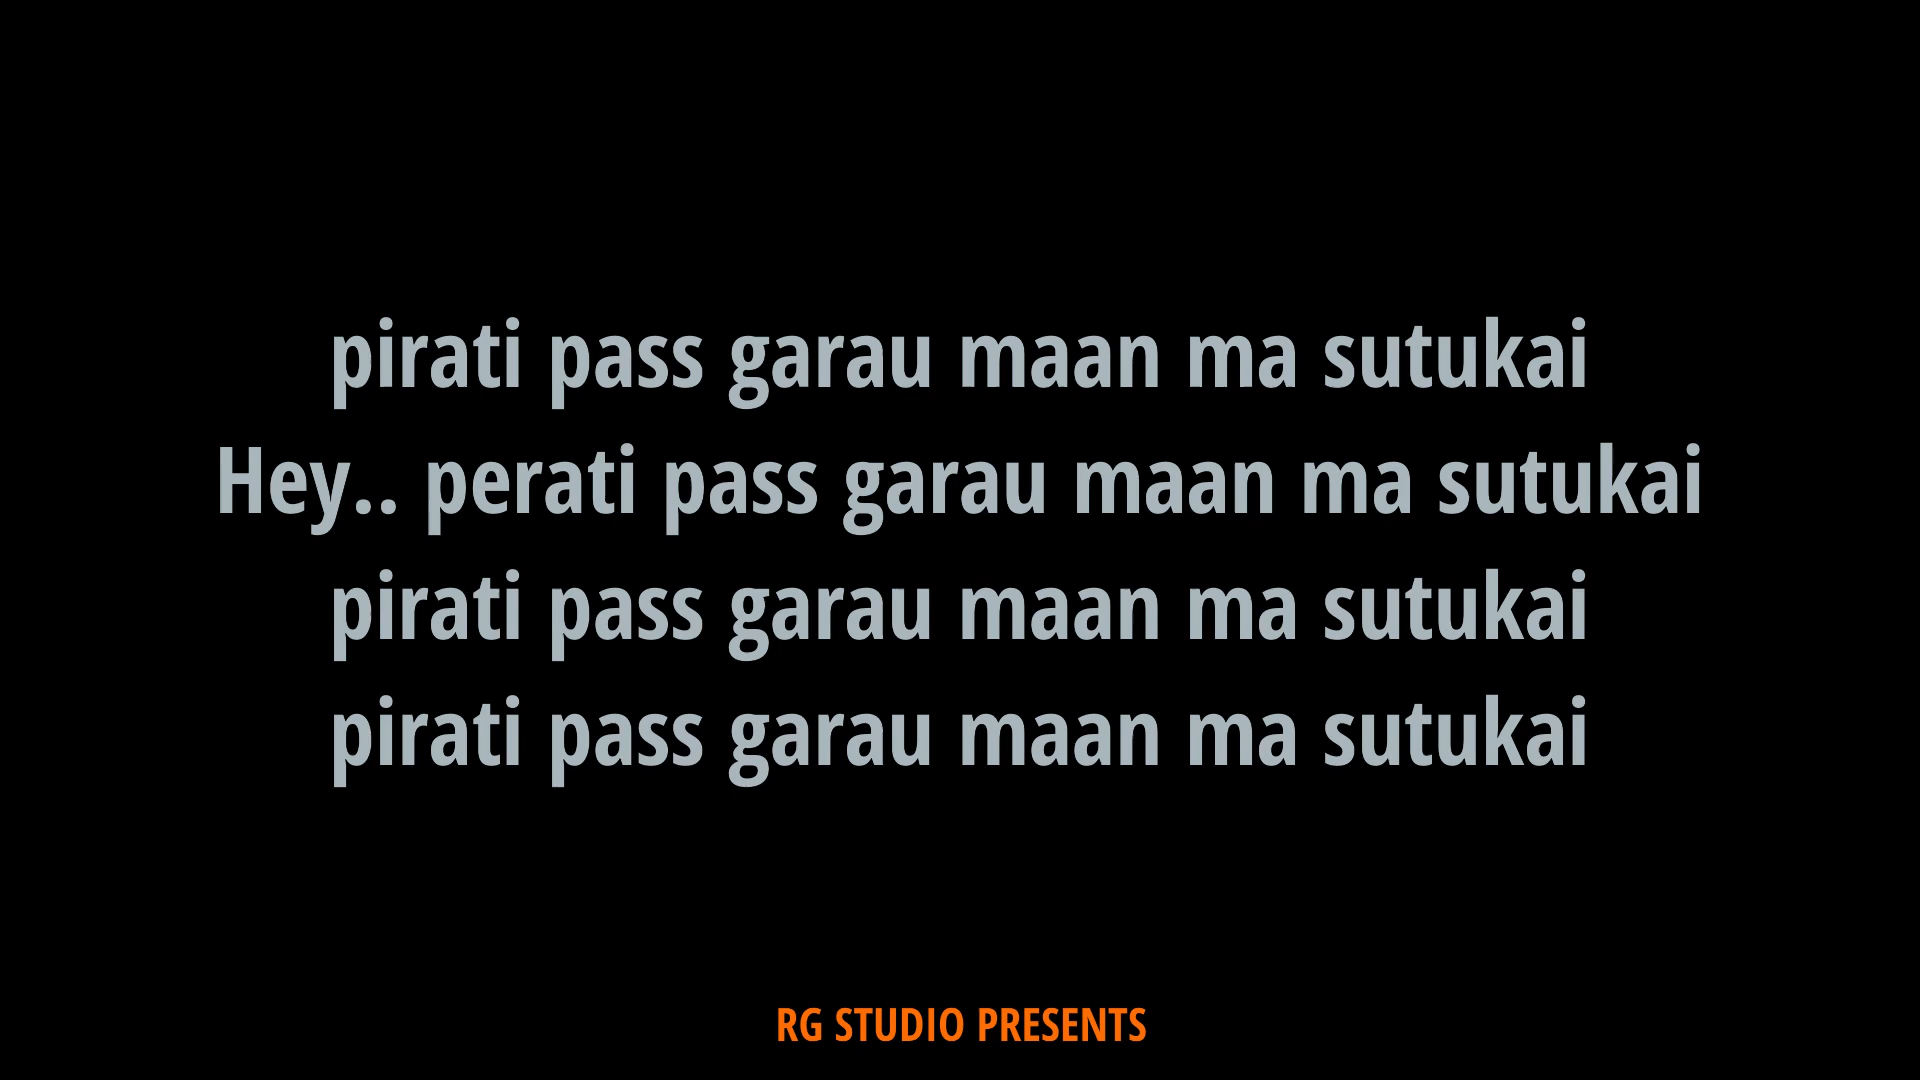 pirati pass garau maan ma sutukai
Hey.. perati pass garau maan ma sutukai
pirati pass garau maan ma sutukai
pirati pass garau maan ma sutukai
RG STUDIO PRESENTS